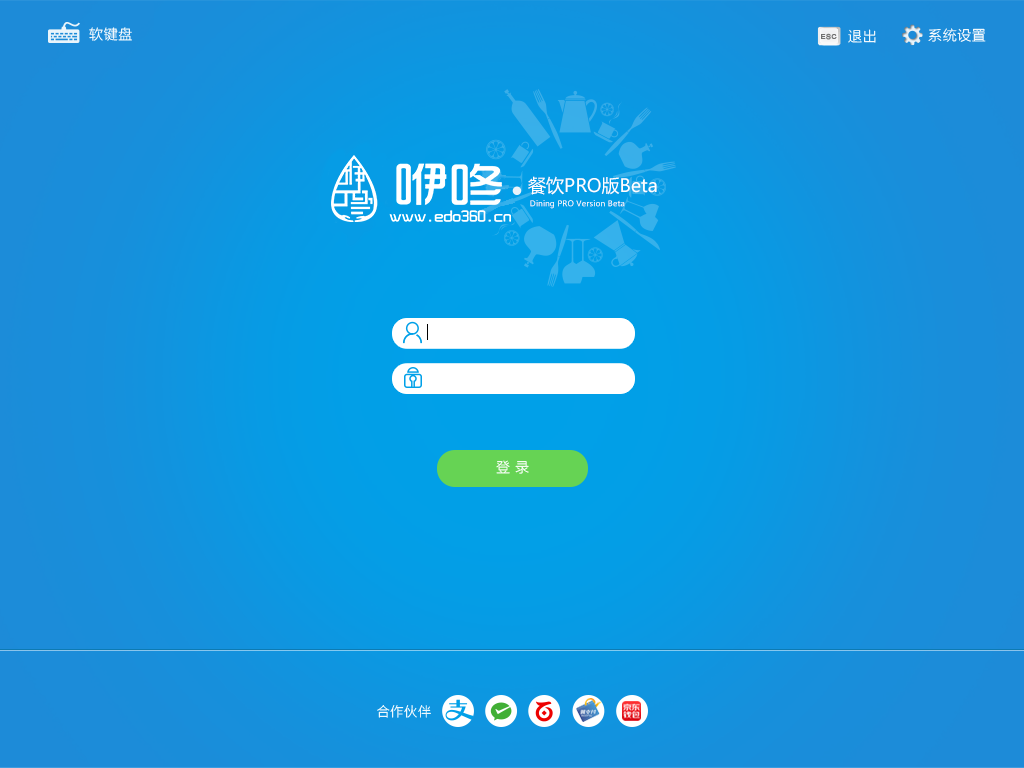 软键盘
ESC 退出
系统设置
咿咚·餐饮PRO版Beta
www.edo360.cn
Dining PRO Version Beta
登 录
合作伙伴
支
京东
钱包